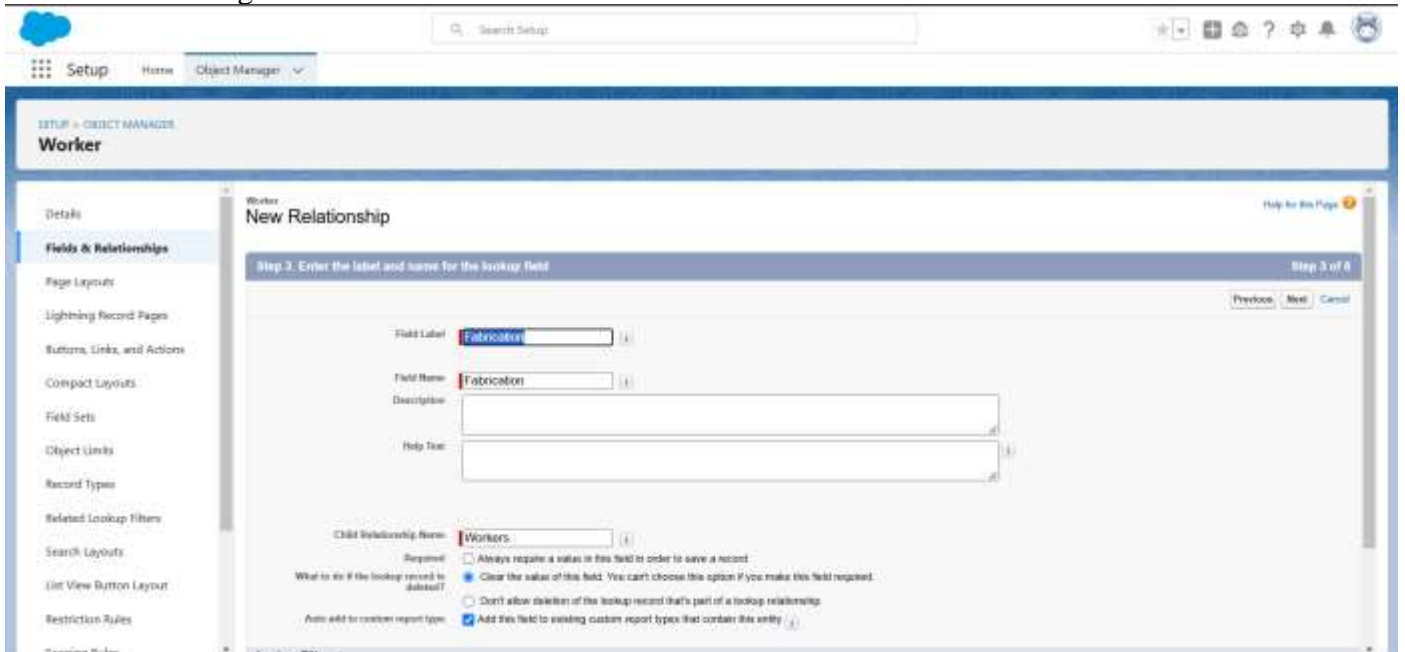 Search Setup
Setup Home Object Manager
SETUP > OBJECT MANAGER
Worker
Details
Fields & Relationships
Page Layouts
Lightning Record Pages
Buttons, Links, and Actions
Compact Layouts
Field Sets
Object Limits
Record Types
Related Lookup Filters
Search Layouts
List View Button Layout
Restriction Rules
Worker
New Relationship
Help for this Page
Step 3. Enter the label and name for the lookup field
Step 3 of 6
Previous Next Cancel
Field Label Fabrication
Field Name Fabrication
Description
Help Text
Child Relationship Name Workers
Required Always require a value in this field in order to save a record
What to do if the lookup record is deleted? Clear the value of this field. You can't choose this option if you make this field required.
Don't allow deletion of the lookup record that's part of a lookup relationship.
Auto add to custom report type Add this field to existing custom report types that contain this entity